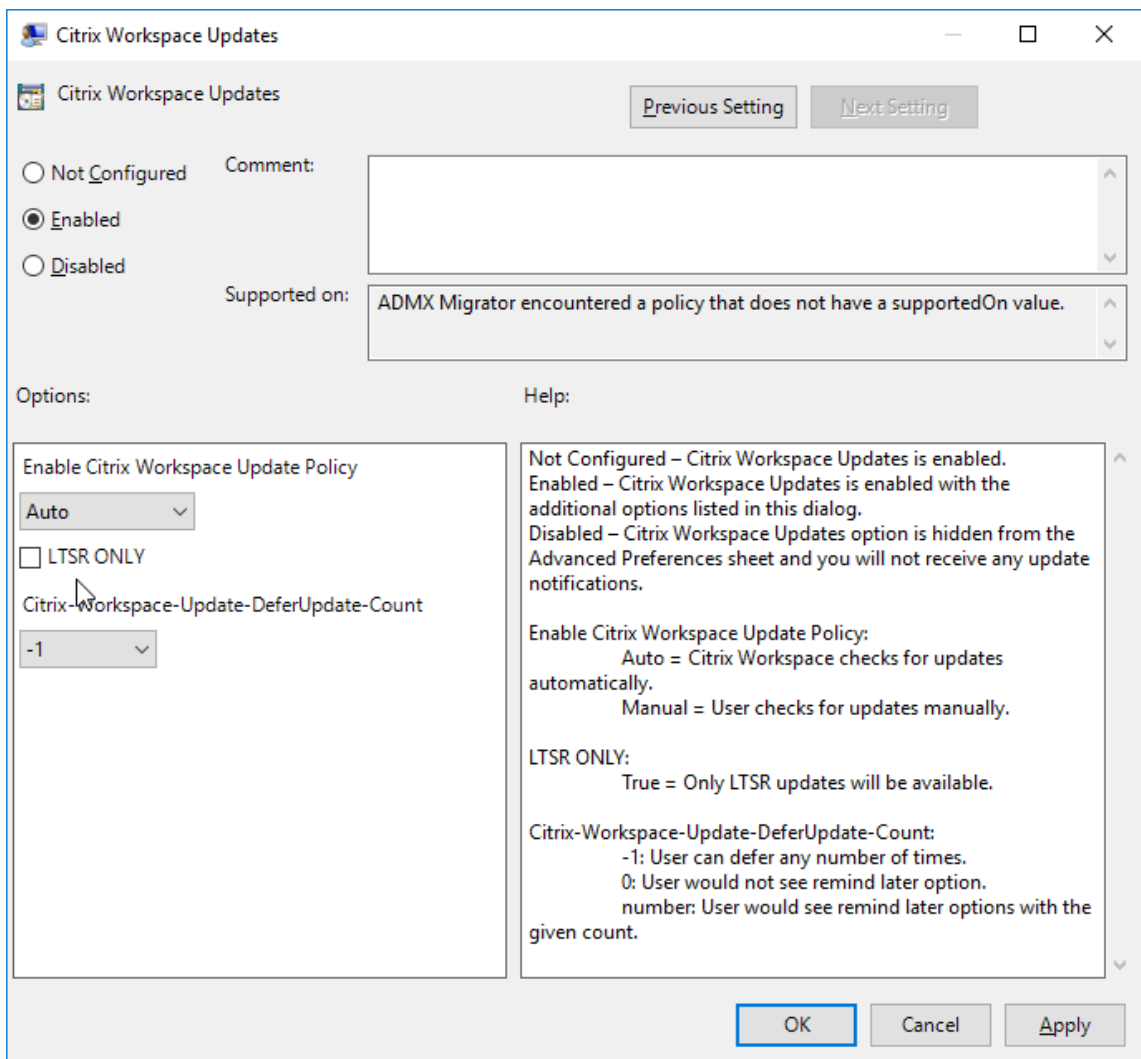 Citrix Workspace Updates
Citrix Workspace Updates
Previous Setting
Next Setting
Not Configured
Comment:
Enabled
Disabled
Supported on:
ADMX Migrator encountered a policy that does not have a supportedOn value.
Options:
Help:
Enable Citrix Workspace Update Policy
Auto
LTSR ONLY
Citrix-Workspace-Update-DeferUpdate-Count
-1
Not Configured – Citrix Workspace Updates is enabled.
Enabled – Citrix Workspace Updates is enabled with the
additional options listed in this dialog.
Disabled – Citrix Workspace Updates option is hidden from the
Advanced Preferences sheet and you will not receive any update
notifications.
Enable Citrix Workspace Update Policy:
Auto = Citrix Workspace checks for updates
automatically.
Manual = User checks for updates manually.
LTSR ONLY:
True = Only LTSR updates will be available.
Citrix-Workspace-Update-DeferUpdate-Count:
-1: User can defer any number of times.
0: User would not see remind later option.
number: User would see remind later options with the
given count.
OK
Cancel
Apply